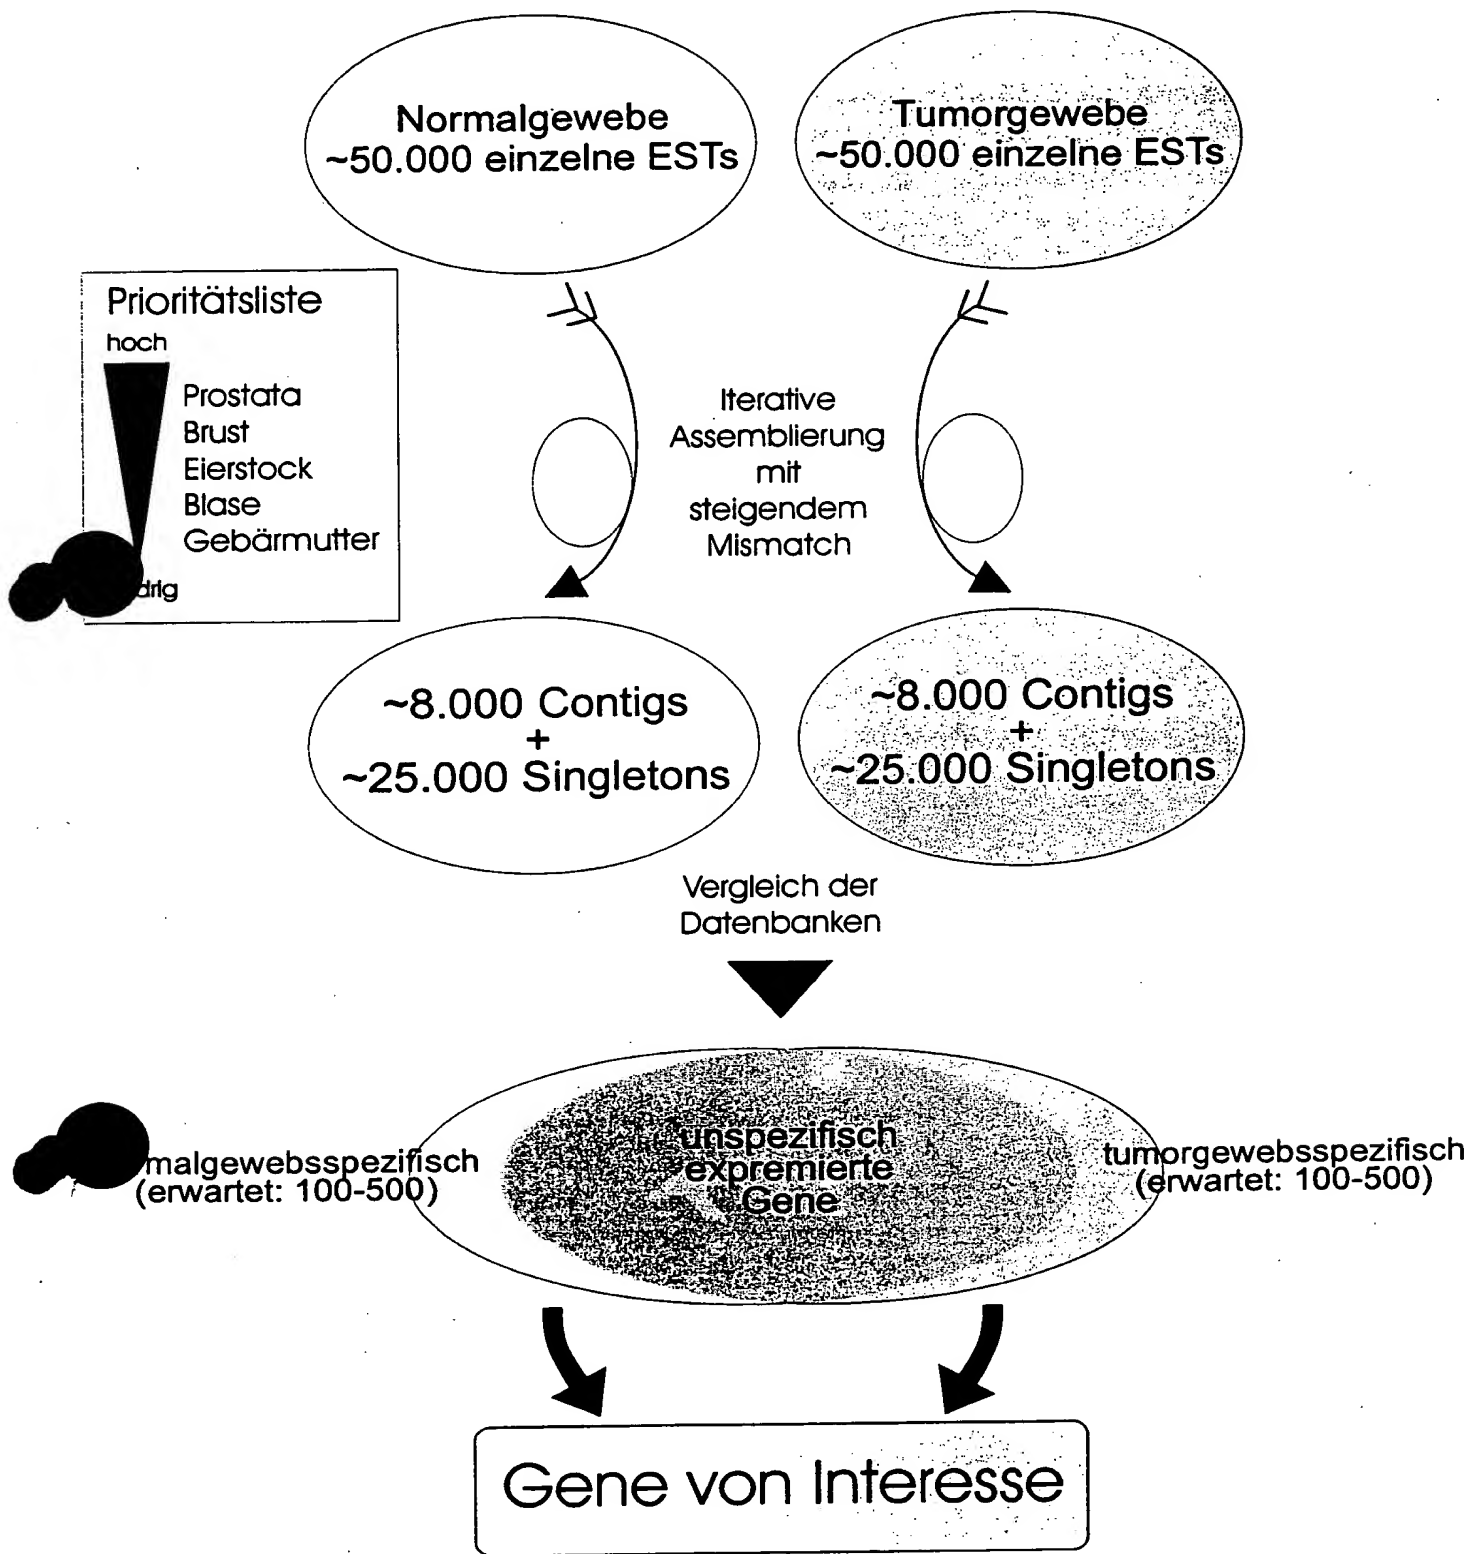 Normalgewebe
~50.000 einzelne ESTs
Tumorgewebe
~50.000 einzelne ESTs
Prioritätsliste
hoch
Prostata
Brust
Eierstock
Blase
Gebärmutter
drig
Iterative
Assemblierung
mit
steigendem
Mismatch
~8.000 Contigs
+
~25.000 Singletons
~8.000 Contigs
+
~25.000 Singletons
Vergleich der
Datenbanken
malgewebsspezifisch
(erwartet: 100-500)
unspezifisch
expremierte
Gene
tumorgewebsspezifisch
(erwartet: 100-500)
Gene von Interesse